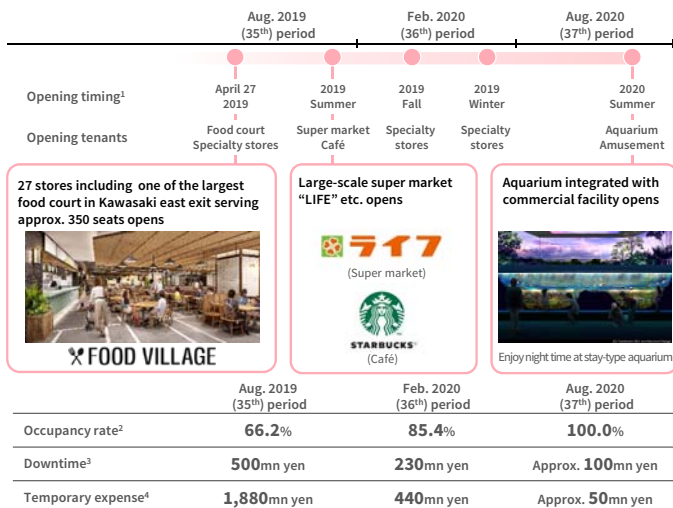 Aug. 2019 Feb. 2020 Aug. 2020
(35th) period (36th) period (37th) period
Opening timing1
April 27 2019 2019 2019 2020
2019 Summer Fall Winter Summer
Opening tenants
Food court Super market Specialty Specialty Aquarium
Specialty stores Café stores stores Amusement
27 stores including one of the largest
food court in Kawasaki east exit serving
approx. 350 seats opens
FOOD VILLAGE
Large-scale super market
“LIFE” etc. opens
ライフ
(Super market)
STARBUCKS®
(Café)
Aquarium integrated with
commercial facility opens
Enjoy night time at stay-type aquarium
Aug. 2019 Feb. 2020 Aug. 2020
(35th) period (36th) period (37th) period
Occupancy rate2 66.2% 85.4% 100.0%
Downtime3 500mn yen 230mn yen Approx. 100mn yen
Temporary expense4 1,880mn yen 440mn yen Approx. 50mn yen